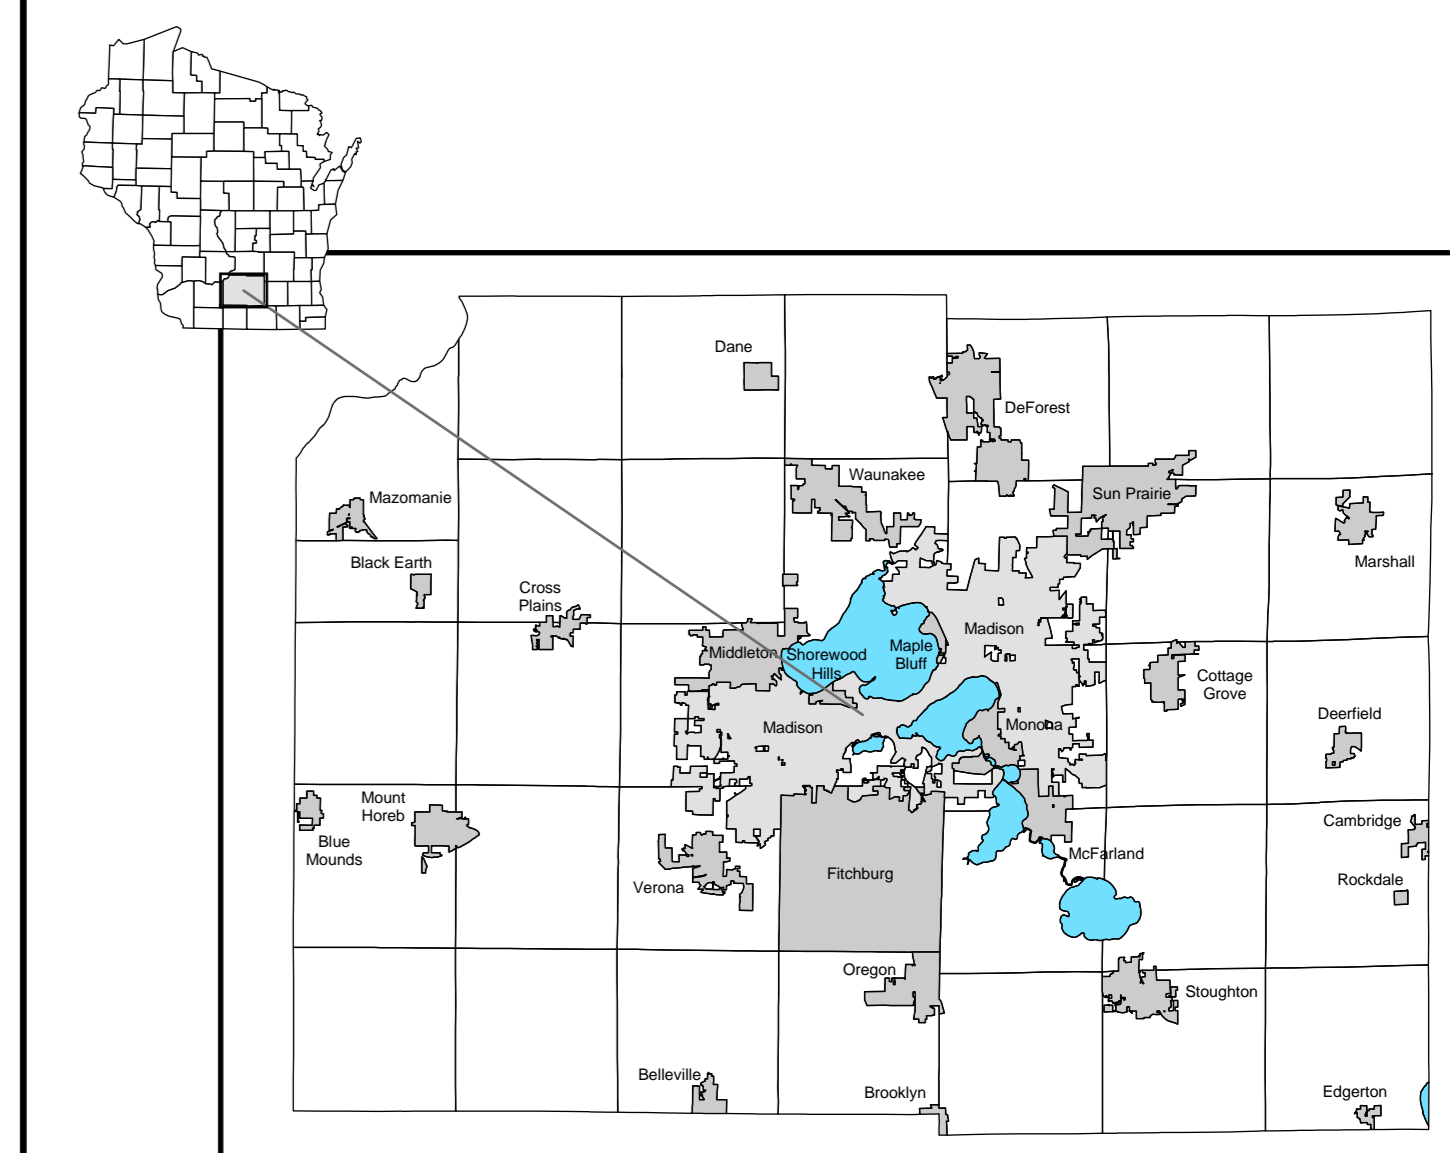 Dane
DeForest
Waunakee
Sun Prairie
Mazomanie
Marshall
Black Earth
Cross
Plains
Madison
Middleton
Shorewood
Hills
Maple
Bluff
Cottage
Grove
Deerfield
Madison
Monona
Mount
Horeb
Blue
Mounds
Cambridge
McFarland
Verona
Fitchburg
Rockdale
Oregon
Stoughton
Belleville
Brooklyn
Edgerton